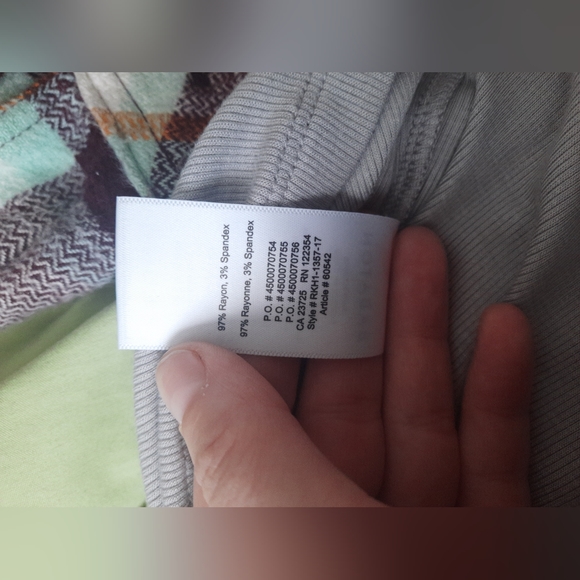 97% Rayon, 3% Spandex
97% Rayonne, 3% Spandex
P.O. # 4500070754
P.O. # 4500070755
P.O. # 4500070756
CA 23725 RN 122354
Style # RKH1-1357-17
Article # 60542